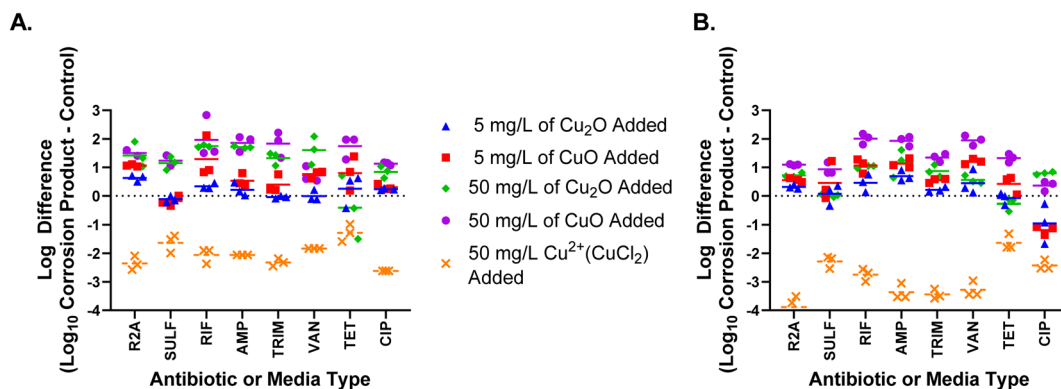 A.
Log Difference
(Log₁₀ Corrosion Product - Control)
3
2
1
0
-1
-2
-3
-4
R2A
SULF
RIF
AMP
TRIM
VAN
TET
CIP
Antibiotic or Media Type
5 mg/L of Cu₂O Added
5 mg/L of CuO Added
50 mg/L of Cu₂O Added
50 mg/L of CuO Added
50 mg/L Cu²⁺(CuCl₂)
Added
B.
Log Difference
(Log₁₀ Corrosion Product - Control)
3
2
1
0
-1
-2
-3
-4
R2A
SULF
RIF
AMP
TRIM
VAN
TET
CIP
Antibiotic or Media Type